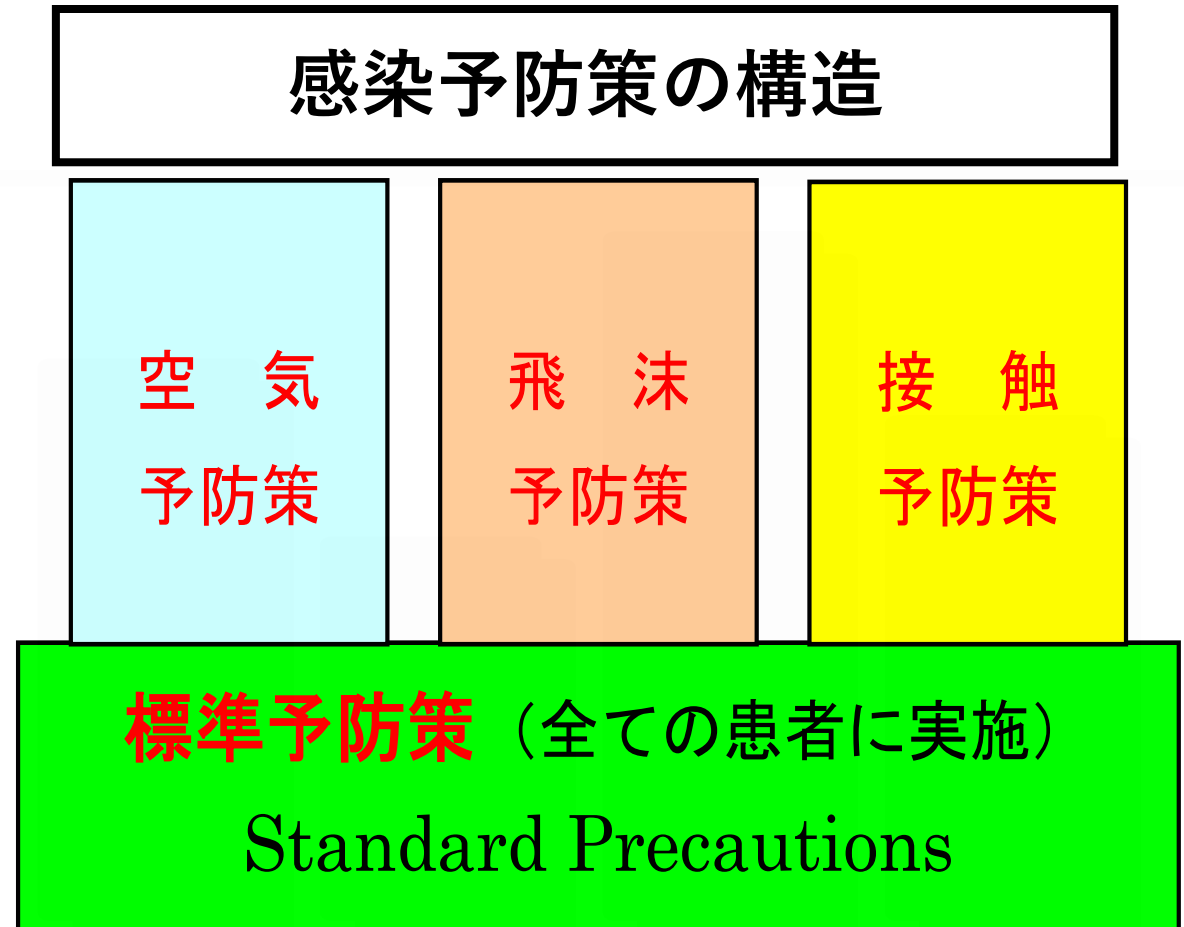 感染予防策の構造
空　気
予防策
飛　沫
予防策
接　触
予防策
標準予防策（全ての患者に実施）
Standard Precautions